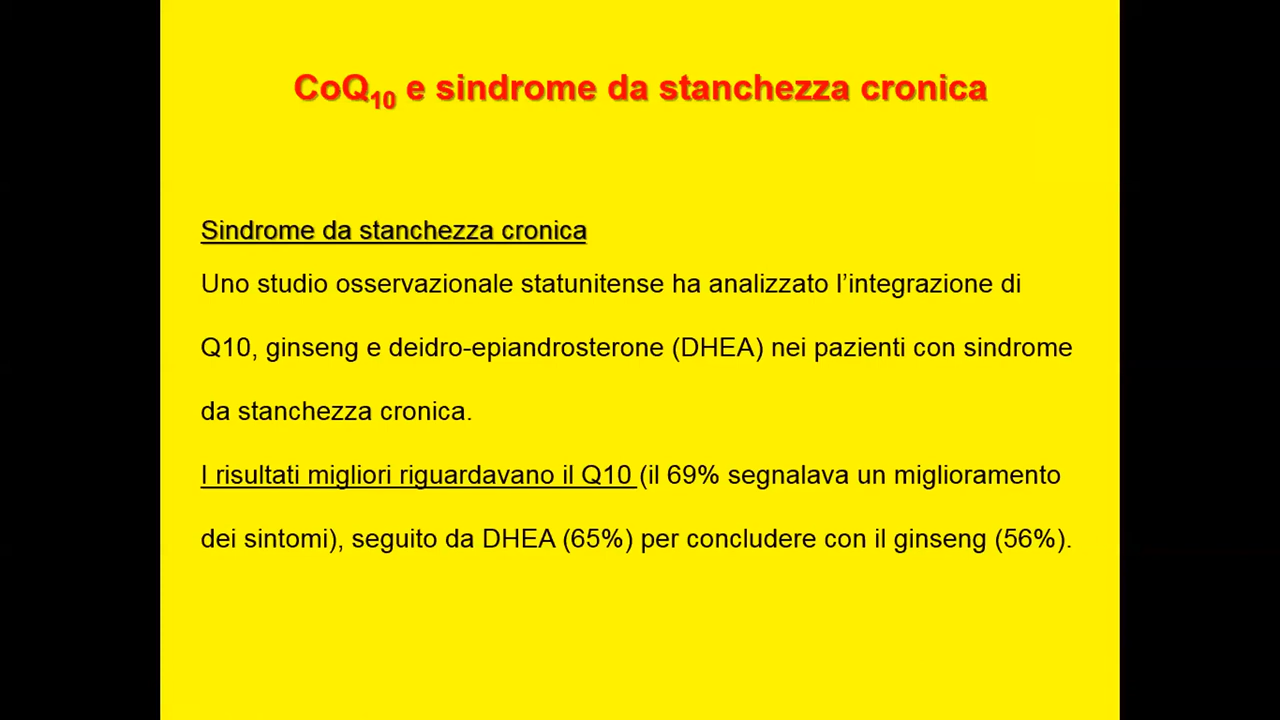 CoQ10 e sindrome da stanchezza cronica
Sindrome da stanchezza cronica
Uno studio osservazionale statunitense ha analizzato l’integrazione di
Q10, ginseng e deidro-epiandrosterone (DHEA) nei pazienti con sindrome
da stanchezza cronica.
I risultati migliori riguardavano il Q10 (il 69% segnalava un miglioramento
dei sintomi), seguito da DHEA (65%) per concludere con il ginseng (56%).